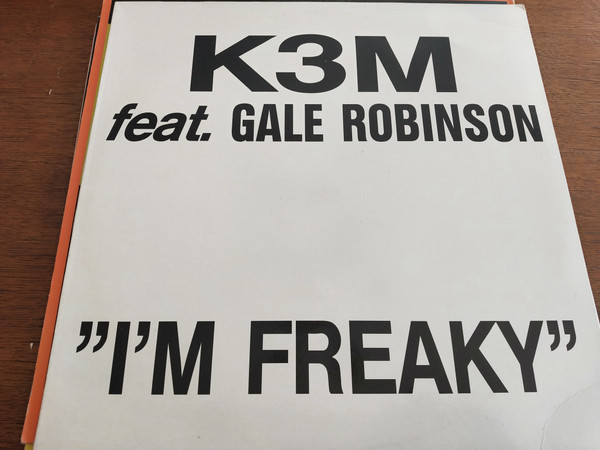 K3M
feat. GALE ROBINSON
”I'M FREAKY”